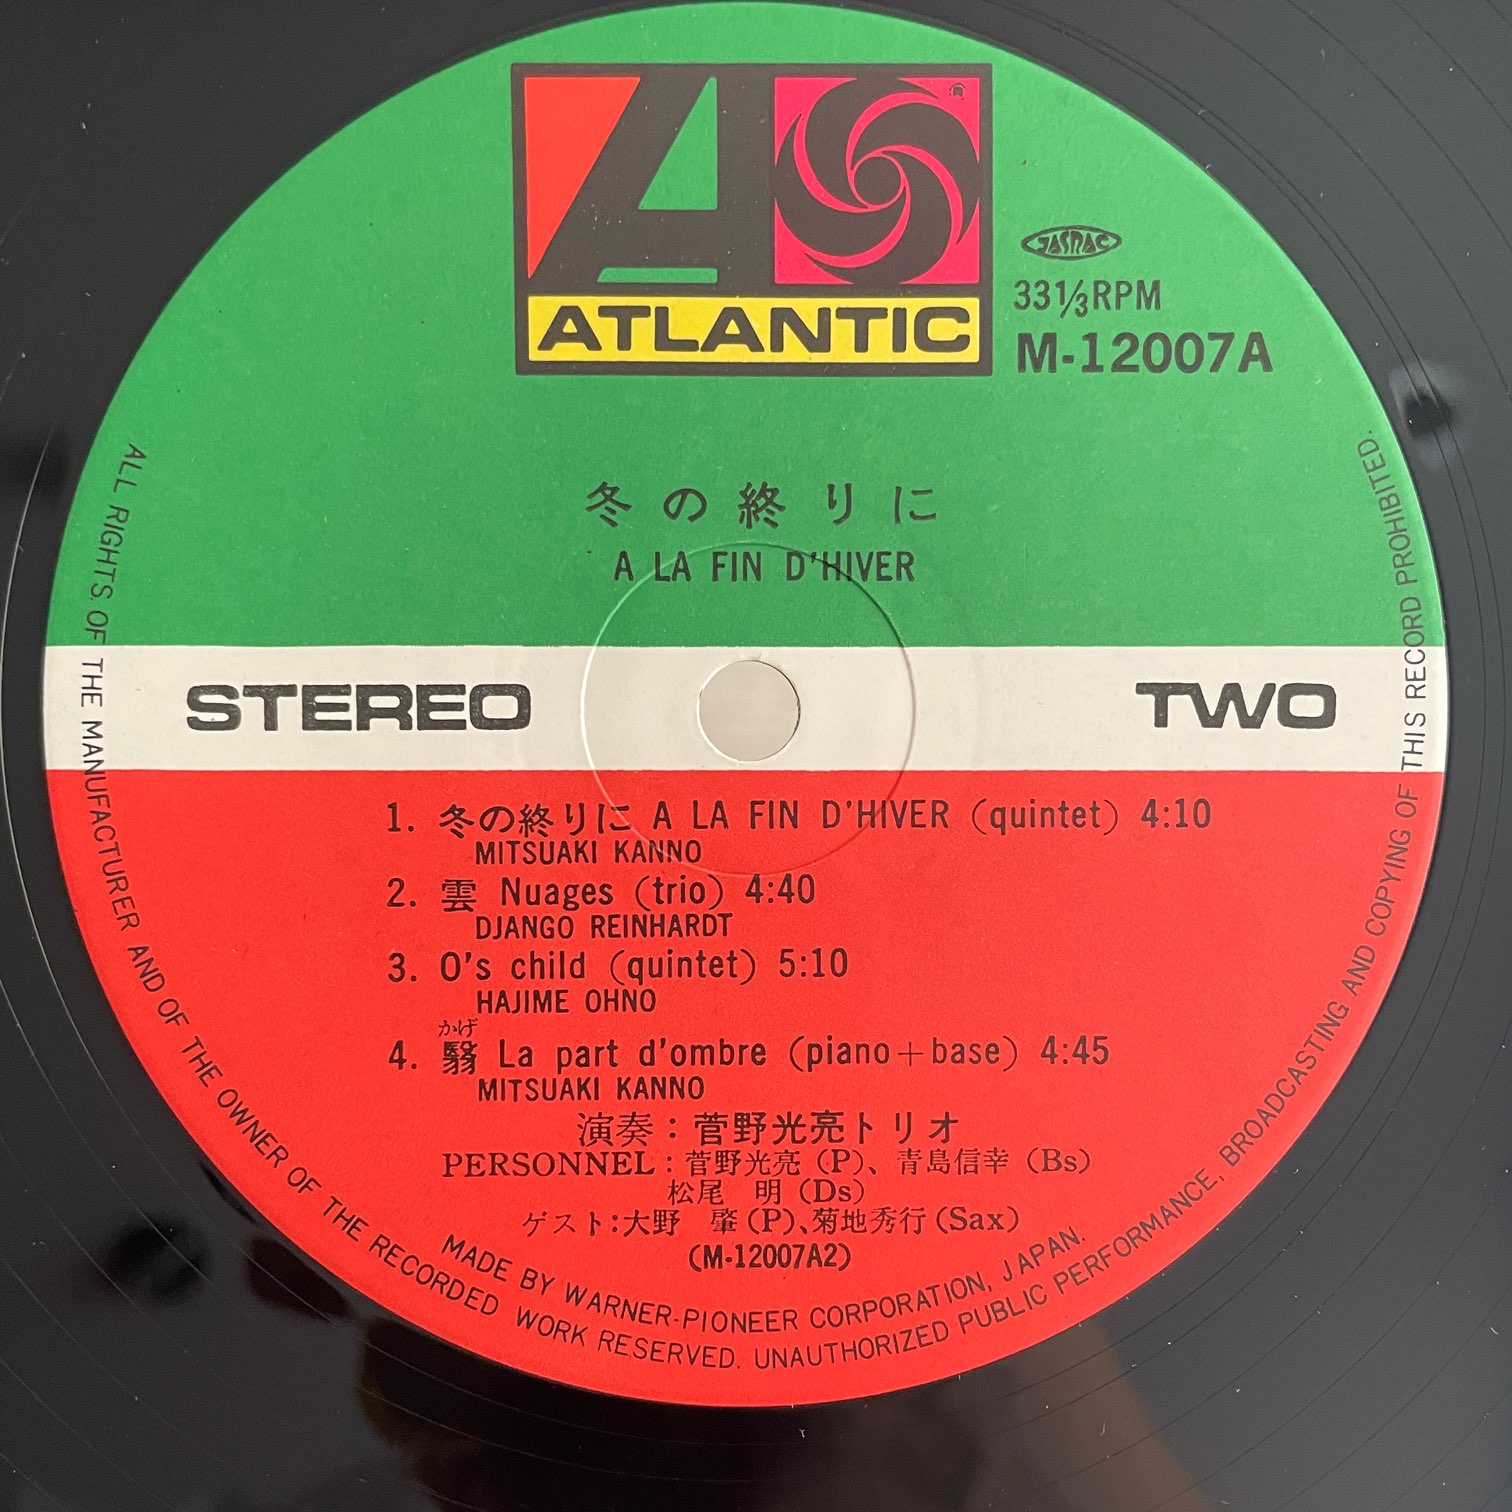 ATLANTIC
®
JASRAC
33⅓RPM
M-12007A
冬の終りに
A LA FIN D'HIVER
STEREO
TWO
1. 冬の終りに A LA FIN D'HIVER (quintet) 4:10
MITSUAKI KANNO
2. 雲 Nuages (trio) 4:40
DJANGO REINHARDT
3. O's child (quintet) 5:10
HAJIME OHNO
かげ
4. 翳 La part d'ombre (piano+base) 4:45
MITSUAKI KANNO
演奏：菅野光亮トリオ
PERSONNEL：菅野光亮 (P)、青島信幸 (Bs)
松尾 明 (Ds)
ゲスト：大野 肇 (P)、菊地秀行 (Sax)
(M-12007A2)
MADE BY WARNER-PIONEER CORPORATION, JAPAN.
ALL RIGHTS. OF THE MANUFACTURER AND OF THE OWNER OF THE RECORDED WORK RESERVED. UNAUTHORIZED PUBLIC PERFORMANCE, BROADCASTING AND COPYING OF THIS RECORD PROHIBITED.